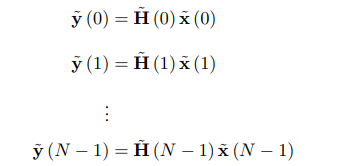 ỹ (0) = H̃ (0) x̃ (0)
ỹ (1) = H̃ (1) x̃ (1)
⋮
ỹ (N − 1) = H̃ (N − 1) x̃ (N − 1)